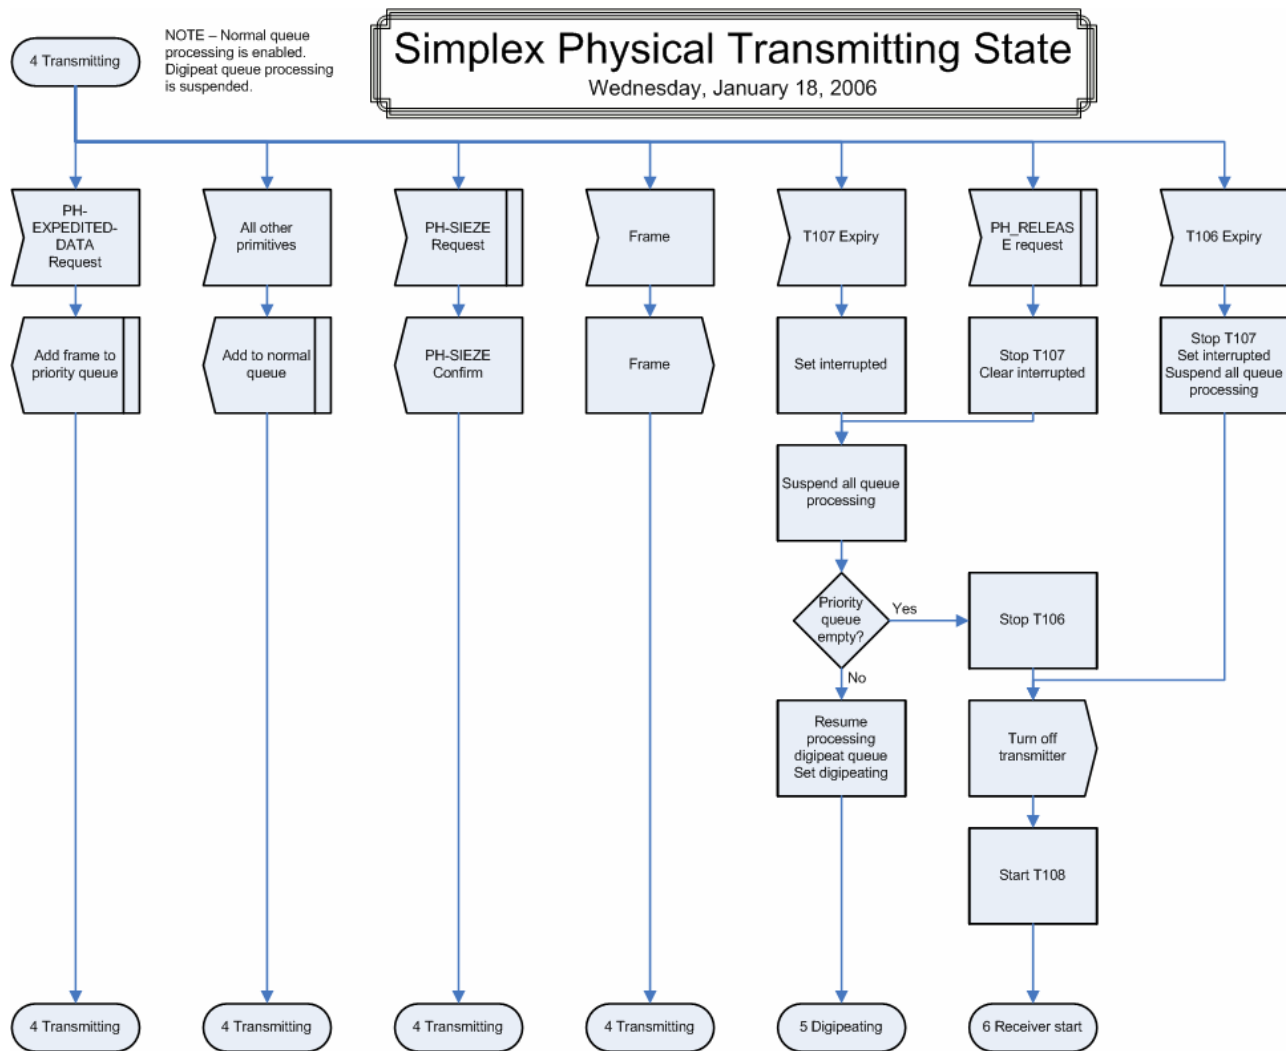 4 Transmitting
NOTE – Normal queue
processing is enabled.
Digipeat queue processing
is suspended.
Simplex Physical Transmitting State
Wednesday, January 18, 2006
PH-
EXPEDITED-
DATA
Request
All other
primitives
PH-SIEZE
Request
Frame
T107 Expiry
PH_RELEAS
E request
T106 Expiry
Add frame to
priority queue
Add to normal
queue
PH-SIEZE
Confirm
Frame
Set interrupted
Stop T107
Clear interrupted
Stop T107
Set interrupted
Suspend all queue
processing
Suspend all queue
processing
Priority
queue
empty?
Yes
No
Stop T106
Resume
processing
digipeat queue
Set digipeating
Turn off
transmitter
Start T108
4 Transmitting
4 Transmitting
4 Transmitting
4 Transmitting
5 Digipeating
6 Receiver start